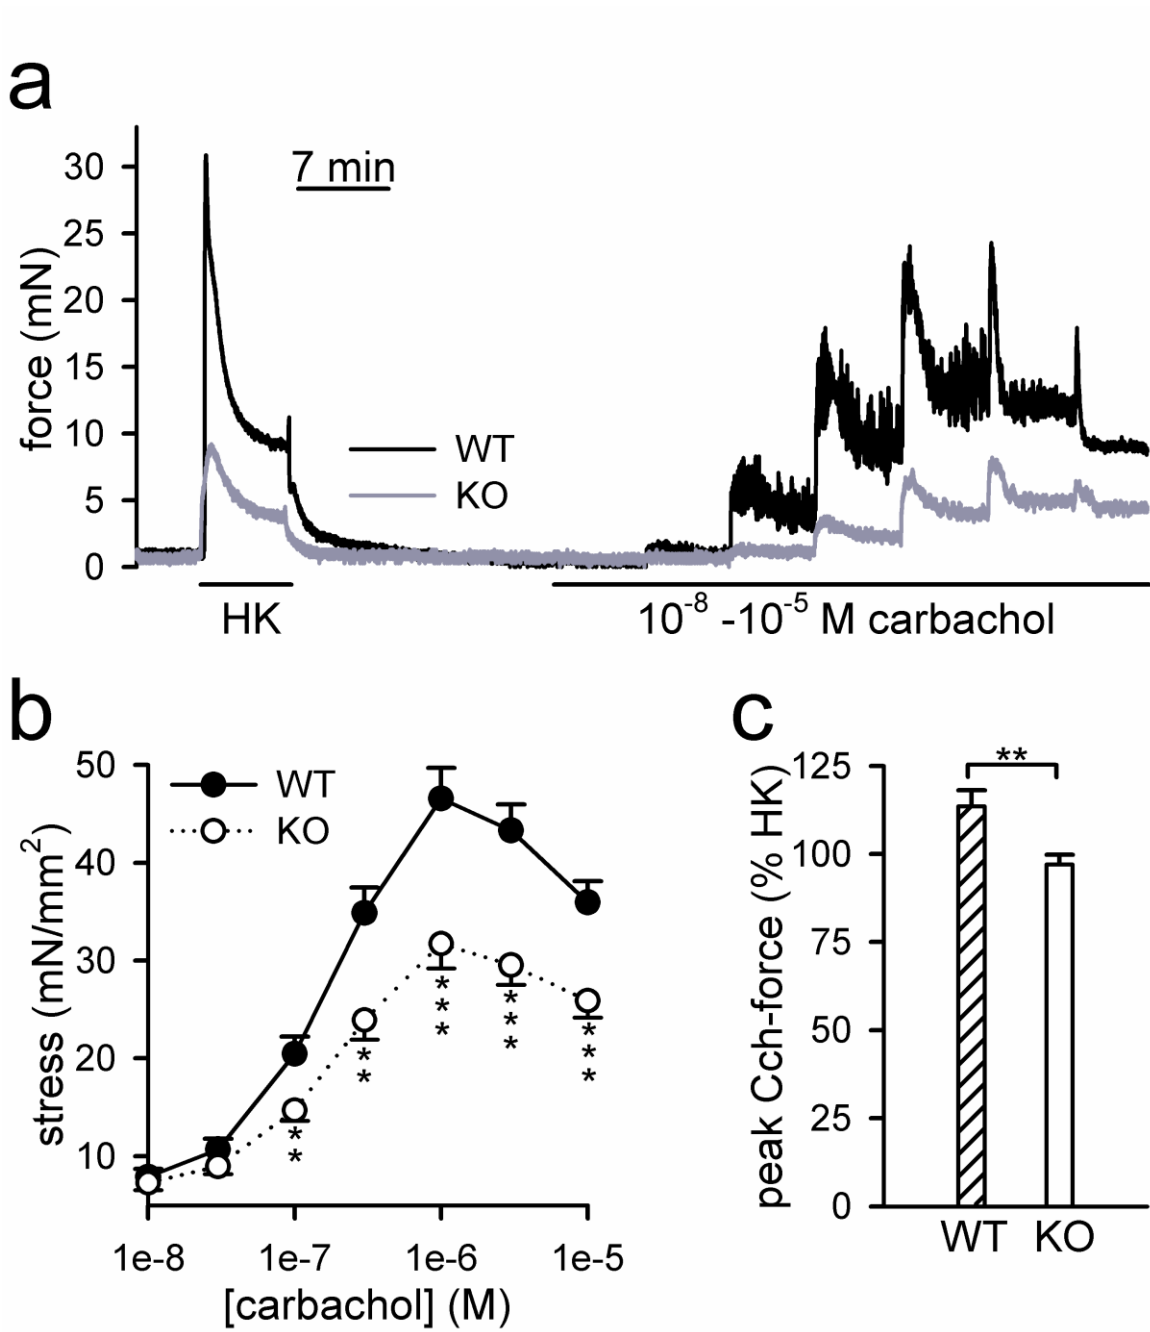 a
force (mN)
30
25
20
15
10
5
0
7 min
WT
KO
HK
10⁻⁸ -10⁻⁵ M carbachol
b
stress (mN/mm²)
50
40
30
20
10
WT
KO
**
**
***
***
***
1e-8 1e-7 1e-6 1e-5
[carbachol] (M)
c
peak Cch-force (% HK)
125
100
75
50
25
0
**
WT KO